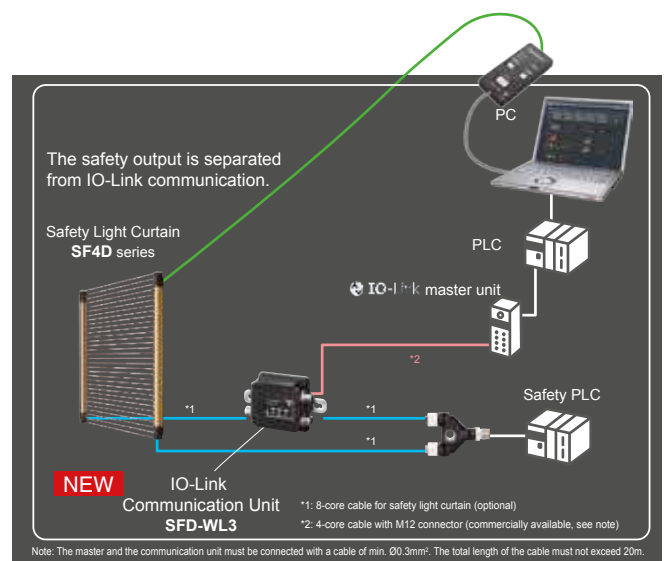 PC
The safety output is separated
from IO-Link communication.
Safety Light Curtain
SF4D series
PLC
IO-Link master unit
*2
Safety PLC
*1
*1
*1
NEW
IO-Link
Communication Unit
SFD-WL3
*1: 8-core cable for safety light curtain (optional)
*2: 4-core cable with M12 connector (commercially available, see note)
Note: The master and the communication unit must be connected with a cable of min. Ø0.3mm². The total length of the cable must not exceed 20m.